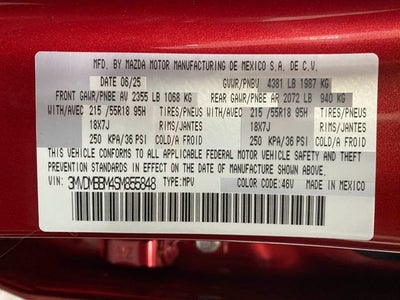 MFD. BY MAZDA MOTOR MANUFACTURING DE MEXICO S.A. DE C.V.
DATE 06/25 GVWR/PNBV 4381 LB 1987 KG
FRONT GAWR/PNBE AV 2355 LB 1068 KG REAR GAWR/PNBE AR 2072 LB 940 KG
WITH/AVEC 215 /55R18 95H TIRES/PNEUS WITH/AVEC 215 /55R18 95H TIRES/PNEUS
18X7J RIMS/JANTES 18X7J RIMS/JANTES
250 KPA/36 PSI COLD/A FROID 250 KPA/36 PSI COLD/A FROID
THIS VEHICLE CONFORMS TO ALL APPLICABLE FEDERAL MOTOR VEHICLE SAFETY, BUMPER, AND THEFT
PREVENTION STANDARDS IN EFFECT ON THE DATE OF MANUFACTURE SHOWN ABOVE.
VIN: 3MVDMBBM4SM855848 TYPE:MPV COLOR CODE:46V MADE IN MEXICO